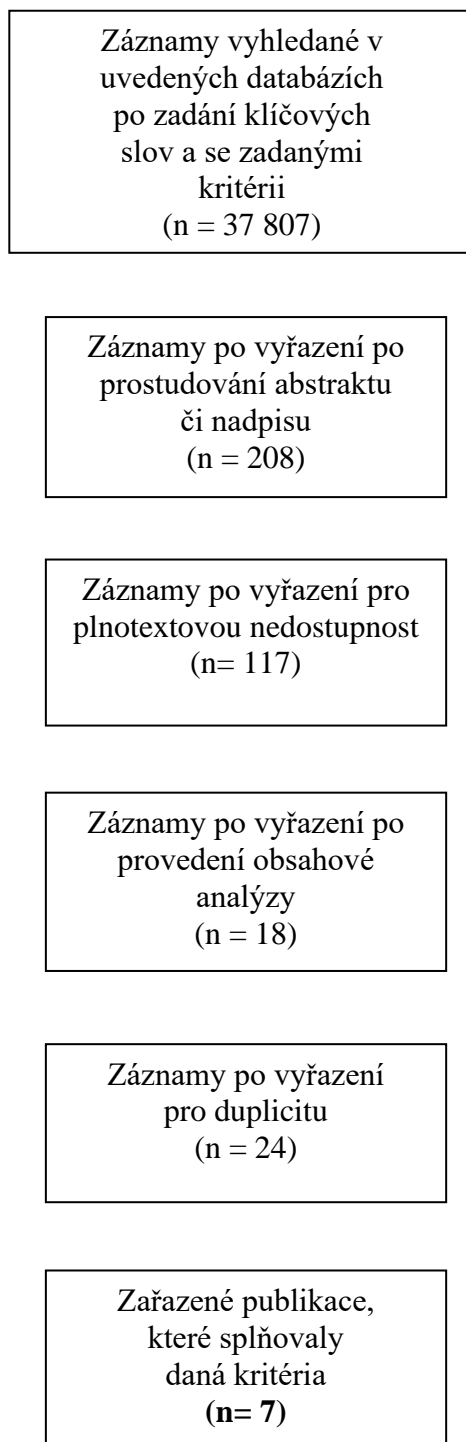 Záznamy vyhledané v
uvedených databázích
po zadání klíčových
slov a se zadanými
kritérii
(n = 37 807)
Záznamy po vyřazení po
prostudování abstraktu
či nadpisu
(n = 208)
Záznamy po vyřazení pro
plnotextovou nedostupnost
(n= 117)
Záznamy po vyřazení po
provedení obsahové
analýzy
(n = 18)
Záznamy po vyřazení
pro duplicitu
(n = 24)
Zařazené publikace,
které splňovaly
daná kritéria
(n= 7)